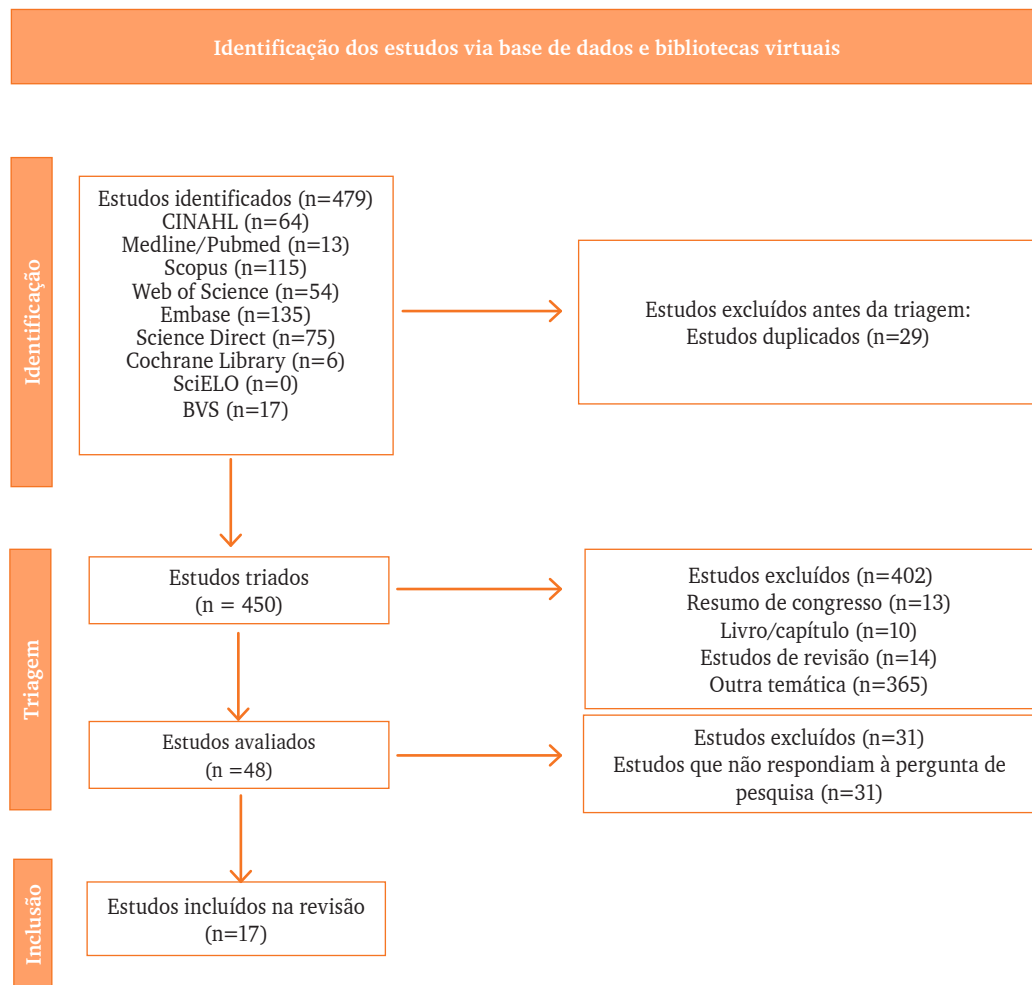 Identificação dos estudos via base de dados e bibliotecas virtuais
Identificação
Estudos identificados (n=479)
CINAHL (n=64)
Medline/Pubmed (n=13)
Scopus (n=115)
Web of Science (n=54)
Embase (n=135)
Science Direct (n=75)
Cochrane Library (n=6)
SciELO (n=0)
BVS (n=17)
Estudos excluídos antes da triagem:
Estudos duplicados (n=29)
Triagem
Estudos triados
(n = 450)
Estudos excluídos (n=402)
Resumo de congresso (n=13)
Livro/capítulo (n=10)
Estudos de revisão (n=14)
Outra temática (n=365)
Estudos avaliados
(n =48)
Estudos excluídos (n=31)
Estudos que não respondiam à pergunta de
pesquisa (n=31)
Inclusão
Estudos incluídos na revisão
(n=17)